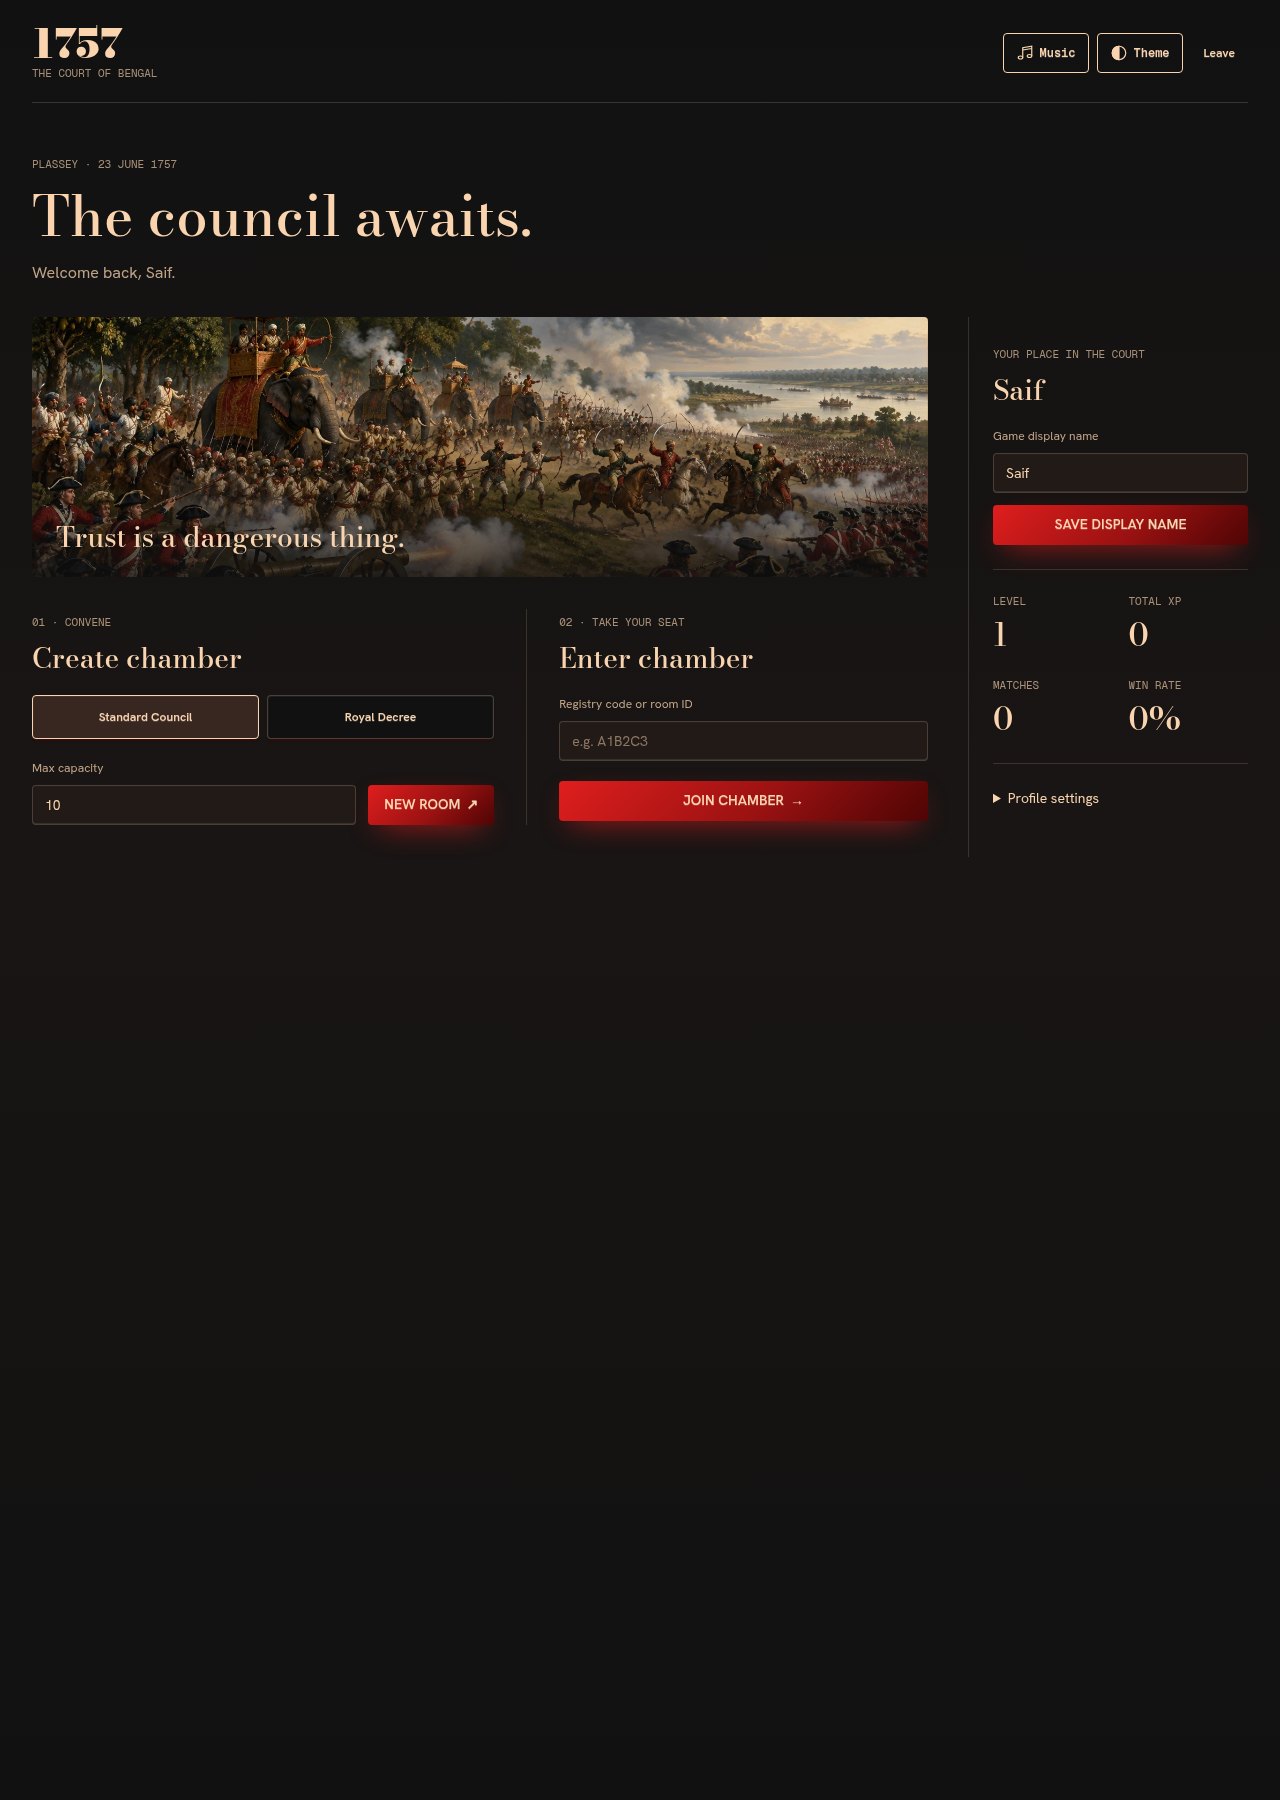 1757
THE COURT OF BENGAL
Music
Theme
Leave
PLASSEY · 23 JUNE 1757
The council awaits.
Welcome back, Saif.
Trust is a dangerous thing.
01 · CONVENE
Create chamber
Standard Council
Royal Decree
Max capacity
10
NEW ROOM ↗
02 · TAKE YOUR SEAT
Enter chamber
Registry code or room ID
e.g. A1B2C3
JOIN CHAMBER →
YOUR PLACE IN THE COURT
Saif
Game display name
Saif
SAVE DISPLAY NAME
LEVEL
1
TOTAL XP
0
MATCHES
0
WIN RATE
0%
Profile settings